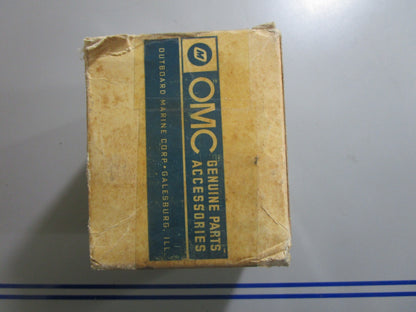 OMC
GENUINE PARTS
ACCESSORIES
OUTBOARD MARINE CORP. • GALESBURG, ILL.